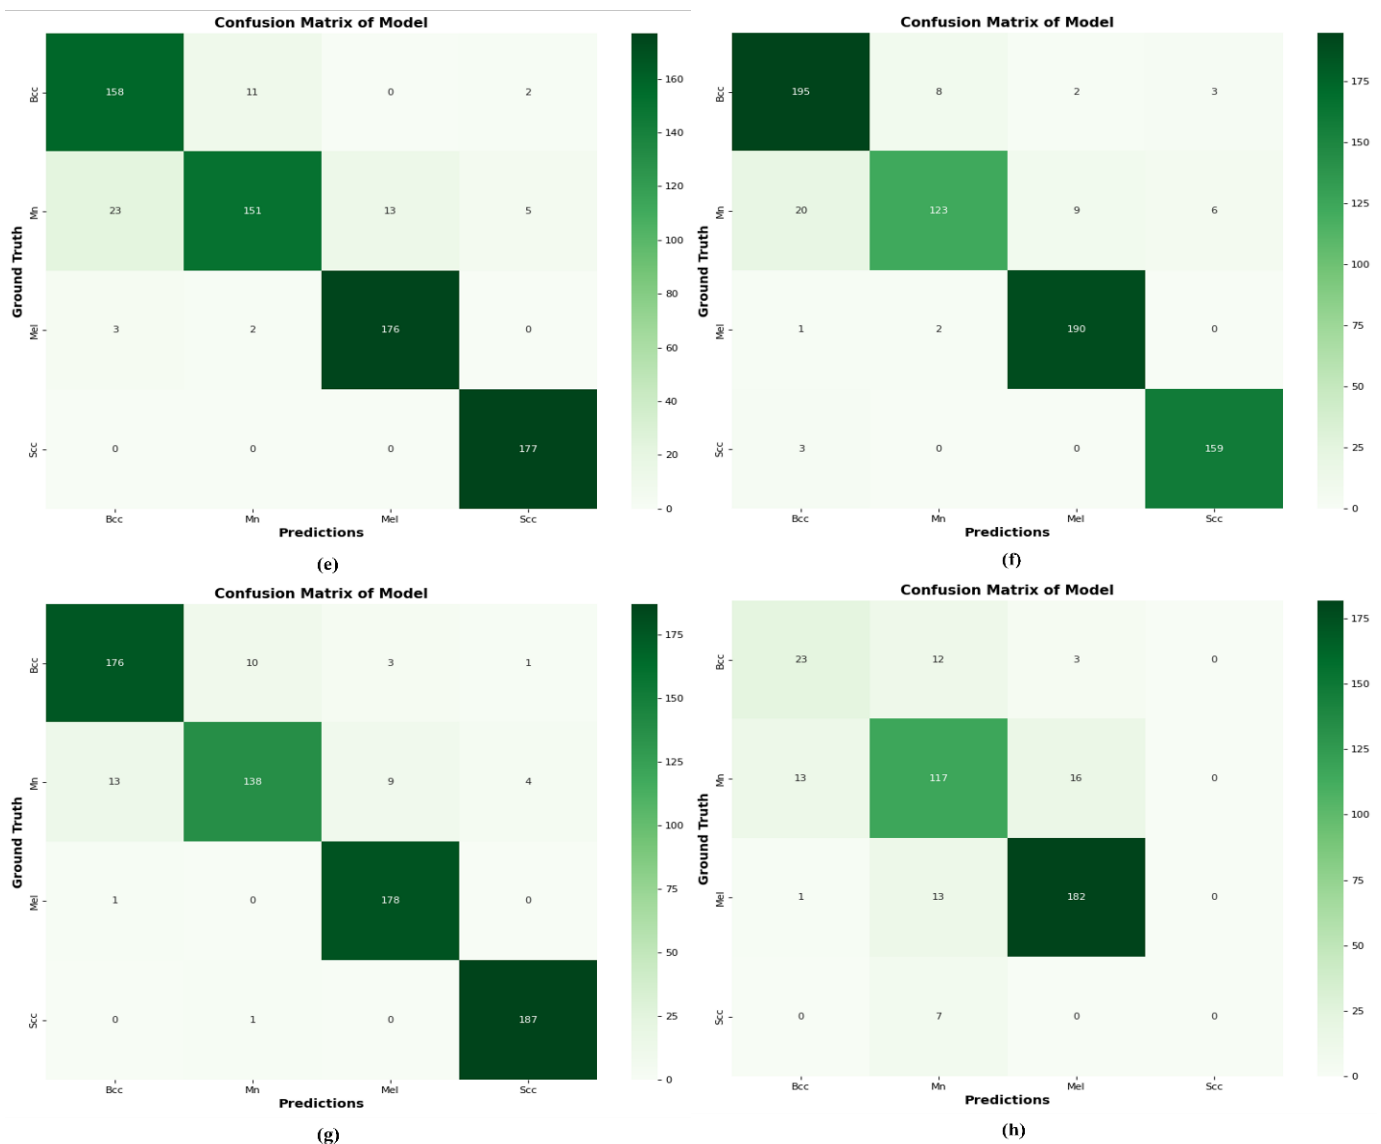 Confusion Matrix of Model
Ground Truth
Bcc 158 11 0 2
Mn 23 151 13 5
Mel 3 2 176 0
Scc 0 0 0 177
Bcc Mn Mel Scc
Predictions
160
140
120
100
80
60
40
20
0
(e)
Confusion Matrix of Model
Ground Truth
Bcc 195 8 2 3
Mn 20 123 9 6
Mel 1 2 190 0
Scc 3 0 0 159
Bcc Mn Mel Scc
Predictions
175
150
125
100
75
50
25
0
(f)
Confusion Matrix of Model
Ground Truth
Bcc 176 10 3 1
Mn 13 138 9 4
Mel 1 0 178 0
Scc 0 1 0 187
Bcc Mn Mel Scc
Predictions
175
150
125
100
75
50
25
0
(g)
Confusion Matrix of Model
Ground Truth
Bcc 23 12 3 0
Mn 13 117 16 0
Mel 1 13 182 0
Scc 0 7 0 0
Bcc Mn Mel Scc
Predictions
175
150
125
100
75
50
25
0
(h)